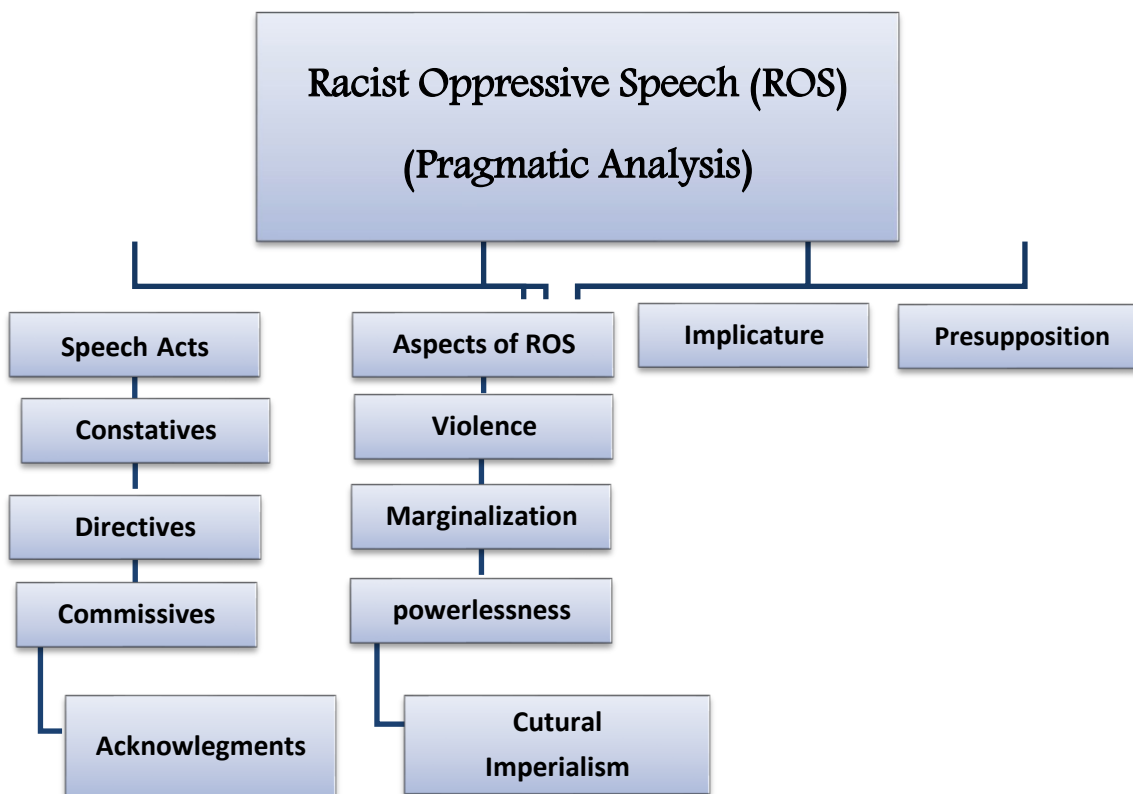 Racist Oppressive Speech (ROS)
(Pragmatic Analysis)
Speech Acts
Aspects of ROS
Implicature
Presupposition
Constatives
Violence
Directives
Marginalization
Commissives
powerlessness
Acknowlegments
Cutural
Imperialism